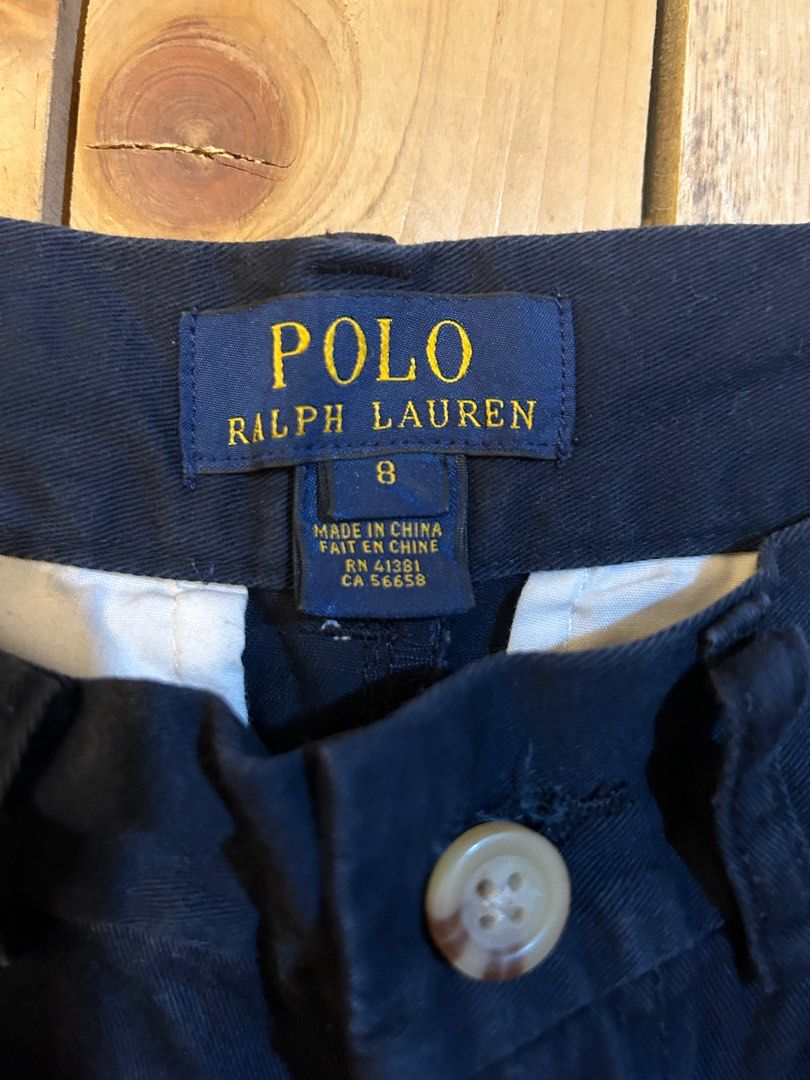 POLO
RALPH LAUREN
8
MADE IN CHINA
FAIT EN CHINE
RN 41381
CA 56658